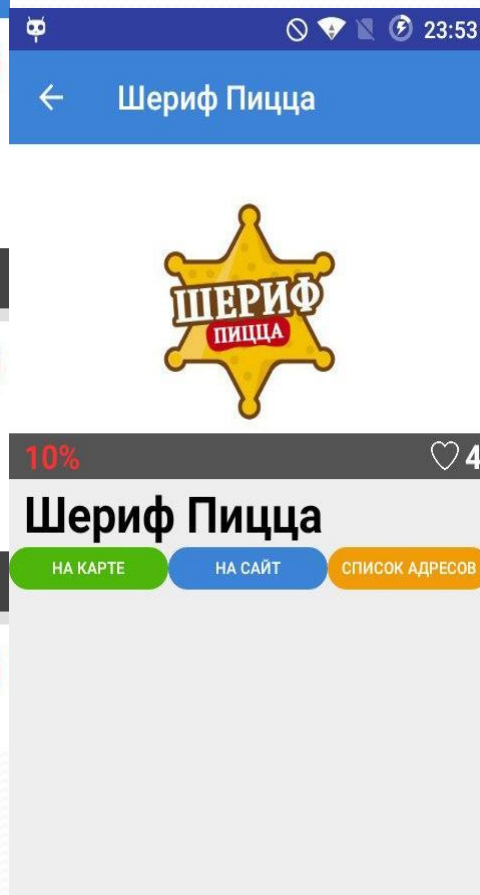 23:53
Шериф Пицца
ШЕРИФ
ПИЦЦА
10% 4
Шериф Пицца
НА КАРТЕ НА САЙТ СПИСОК АДРЕСОВ